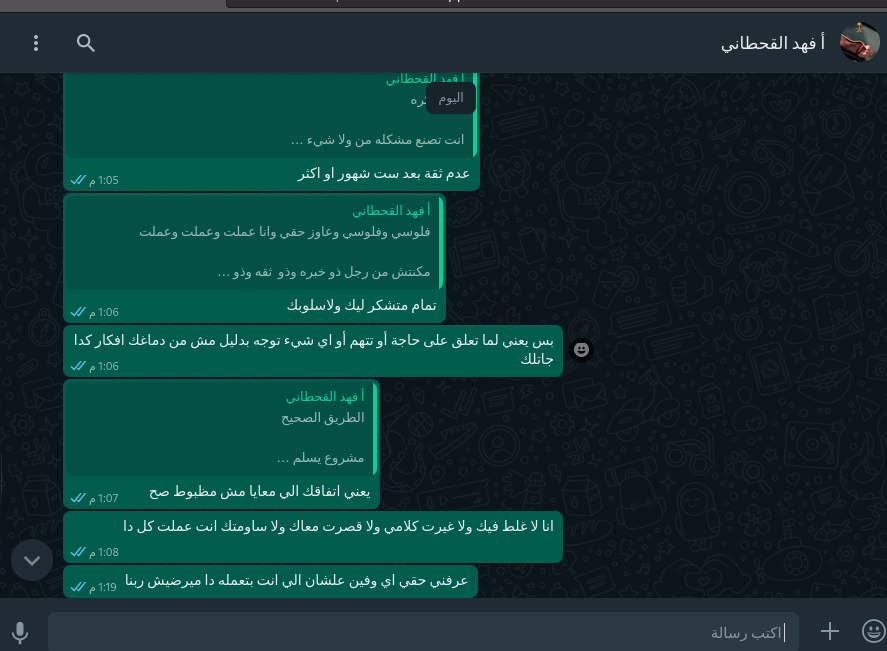 أ فهد القحطاني
أ فهد القحطاني
اليوم
انت تصنع مشكله من ولا شيء ...
عدم ثقة بعد ست شهور او اكثر
1:05 م
أ فهد القحطاني
فلوسي وفلوسي وعاوز حقي وانا عملت وعملت وعملت
مكنتش من رجل ذو خبره وذو ثقه وذو ...
تمام متشكر ليك ولاسلوبك
1:06 م
بس يعني لما تعلق على حاجة أو تتهم أو اي شيء توجه بدليل مش من دماغك افكار كدا
جاتلك
1:06 م
أ فهد القحطاني
الطريق الصحيح
مشروع يسلم ...
يعني اتفاقك الي معايا مش مظبوط صح
1:07 م
انا لا غلط فيك ولا غيرت كلامي ولا قصرت معاك ولا ساومتك انت عملت كل دا
1:08 م
عرفني حقي اي وفين علشان الي انت بتعمله دا ميرضيش ربنا
1:19 م
اكتب رسالة